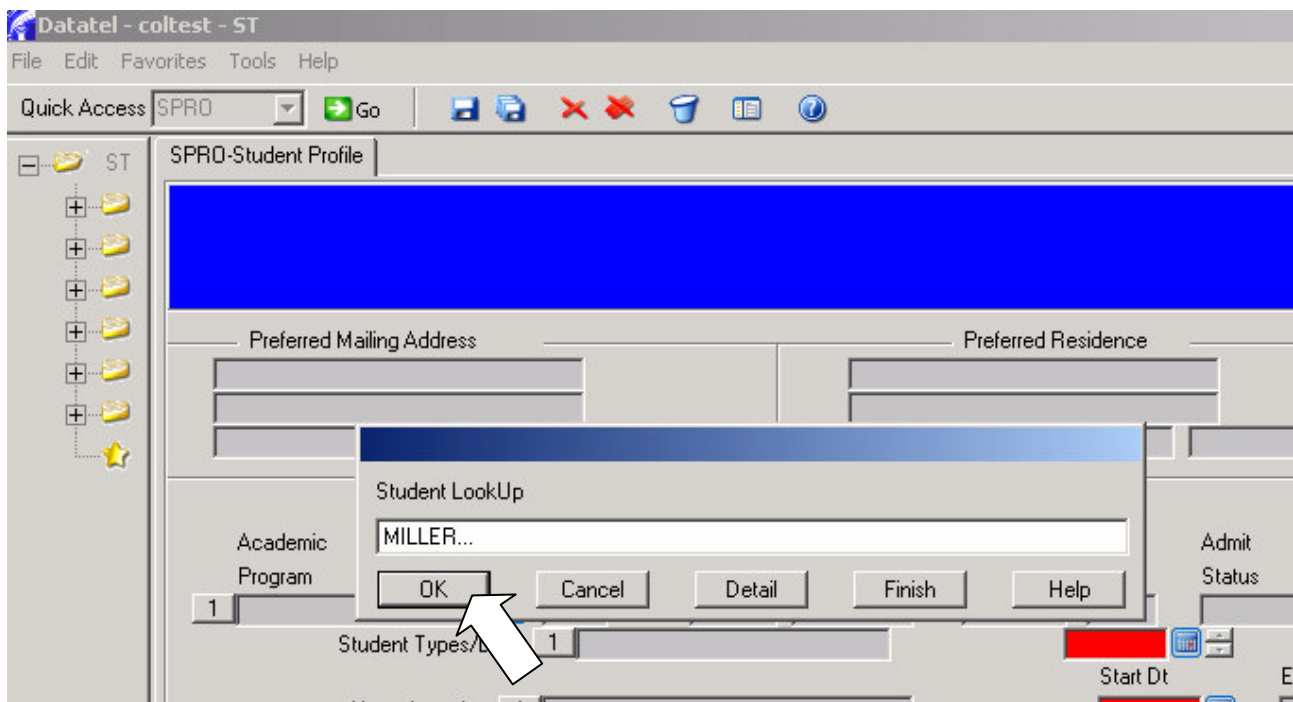 Datatel - coltest - ST
File Edit Favorites Tools Help
Quick Access SPRO Go
ST
SPRO-Student Profile
Preferred Mailing Address Preferred Residence
Student LookUp
MILLER...
OK Cancel Detail Finish Help
Academic Admit
Program Status
1
Student Types/ 1
Start Dt E